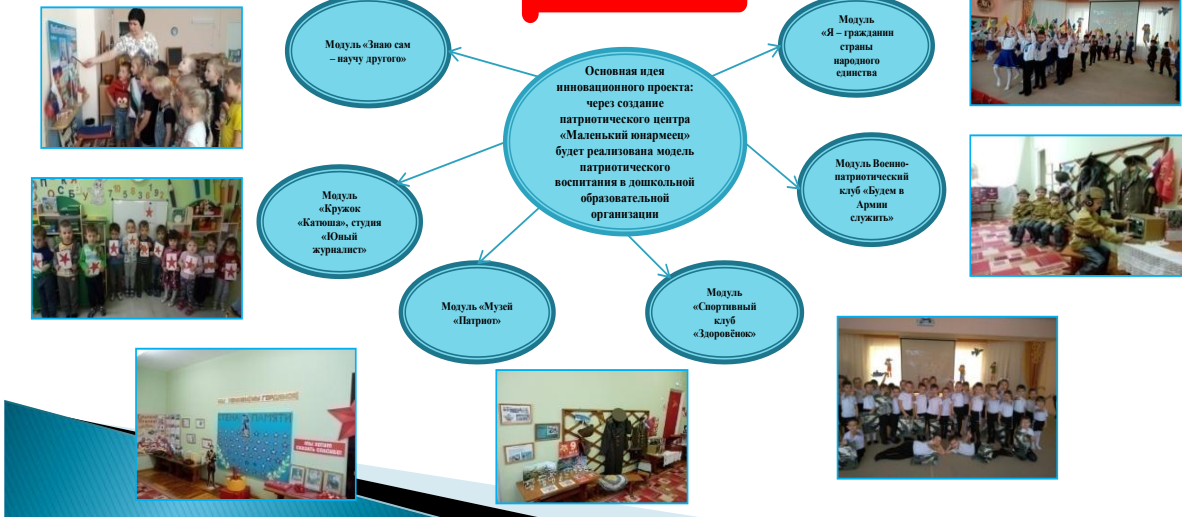 Модуль «Знаю сам
– научу другого»
Основная идея
инновационного проекта:
через создание
патриотического центра
«Маленький юнармеец»
будет реализована модель
патриотического
воспитания в дошкольной
образовательной
организации
Модуль
«Я – гражданин
страны
народного
единства
Модуль
«Кружок
«Катюша», студия
«Юный
журналист»
Модуль Военно-
патриотический
клуб «Будем в
Армии
служить»
Модуль «Музей
«Патриот»
Модуль
«Спортивный
клуб
«Здоровёнок»